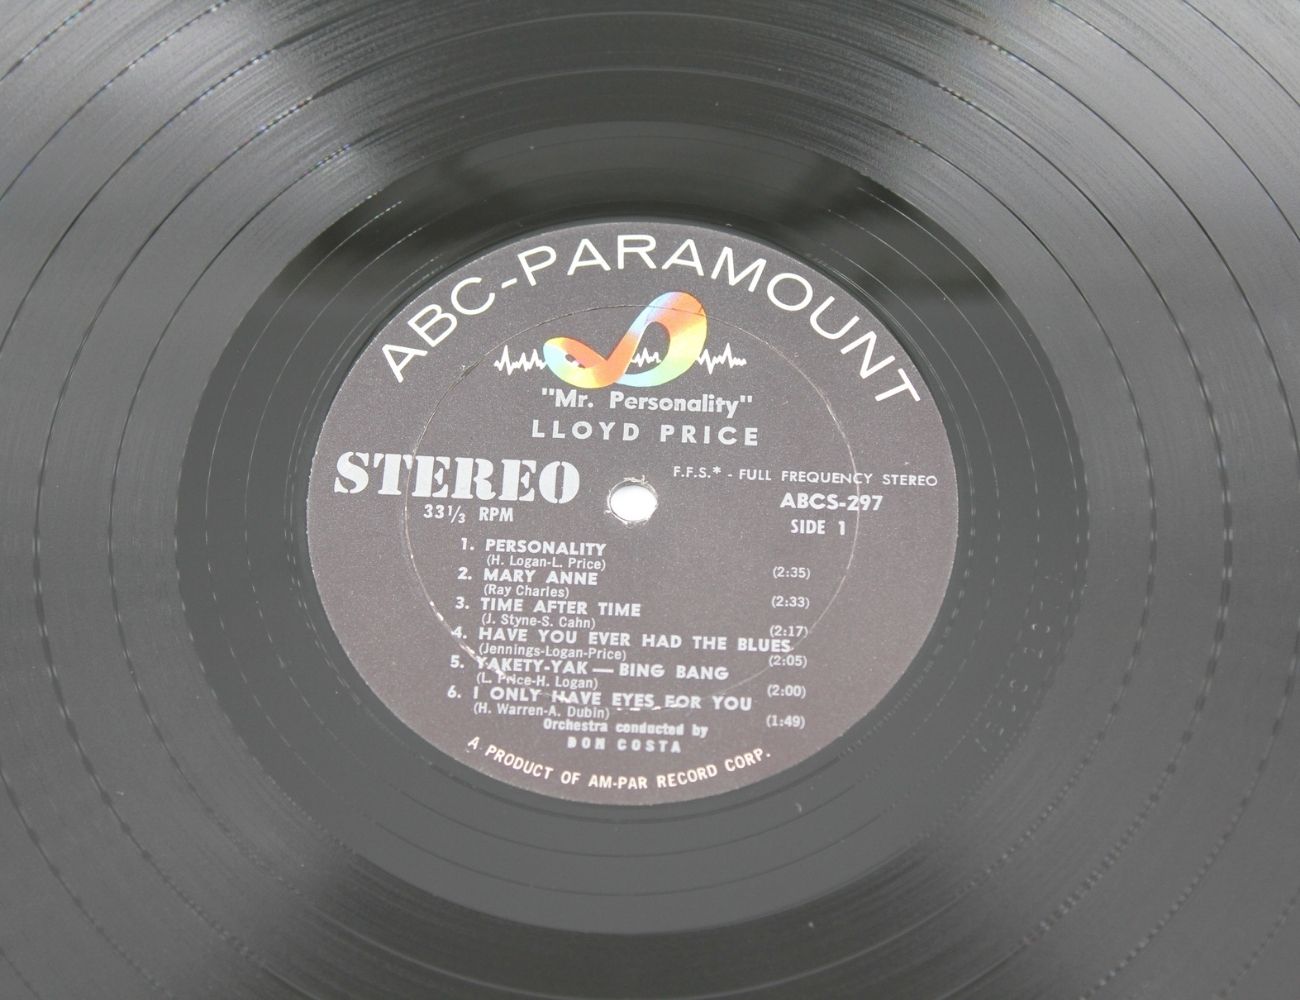 ABC-PARAMOUNT
"Mr. Personality"
LLOYD PRICE
STEREO
33 1/3 RPM
F.F.S.* - FULL FREQUENCY STEREO
ABCS-297
SIDE 1
1. PERSONALITY
(H. Logan-L. Price) (2:35)
2. MARY ANNE
(Ray Charles) (2:33)
3. TIME AFTER TIME
(J. Styne-S. Cahn) (2:17)
4. HAVE YOU EVER HAD THE BLUES
(Jennings-Logan-Price) (2:05)
5. YAKETY-YAK — BING BANG
(L. Price-H. Logan) (2:00)
6. I ONLY HAVE EYES FOR YOU
(H. Warren-A. Dubin) (1:49)
Orchestra conducted by
DON COSTA
A PRODUCT OF AM-PAR RECORD CORP.